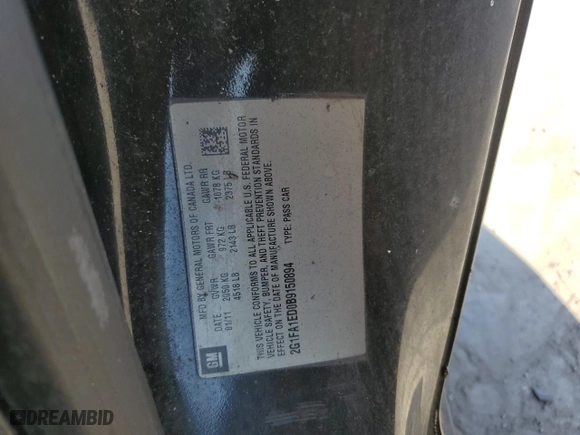 MFD BY GENERAL MOTORS OF CANADA LTD.
DATE GVWR GAWR FRT GAWR RR
01/11 2050 KG 972 KG 1078 KG
4518 LB 2143 LB 2375 LB
THIS VEHICLE CONFORMS TO ALL APPLICABLE U.S. FEDERAL MOTOR
VEHICLE SAFETY, BUMPER, AND THEFT PREVENTION STANDARDS IN
EFFECT ON THE DATE OF MANUFACTURE SHOWN ABOVE.
2G1FA1ED0B9150894 TYPE: PASS CAR
GM
DREAMBID